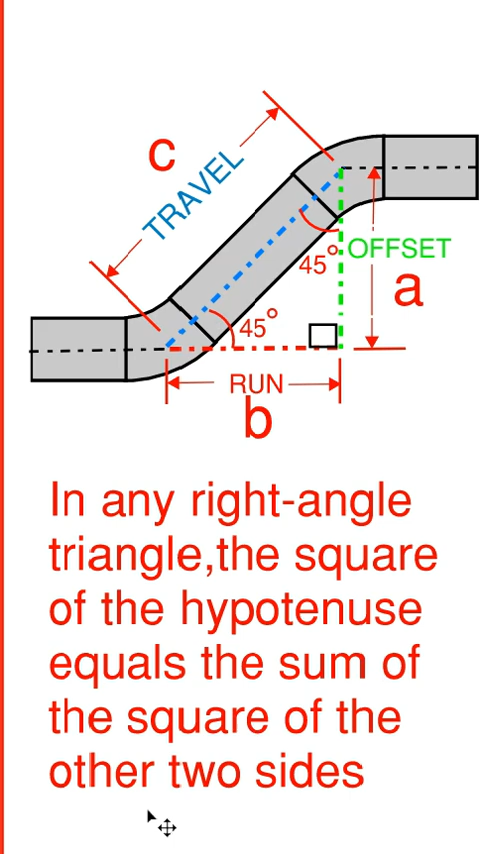 c
TRAVEL
45°
OFFSET
a
45°
RUN
b
In any right-angle
triangle,the square
of the hypotenuse
equals the sum of
the square of the
other two sides